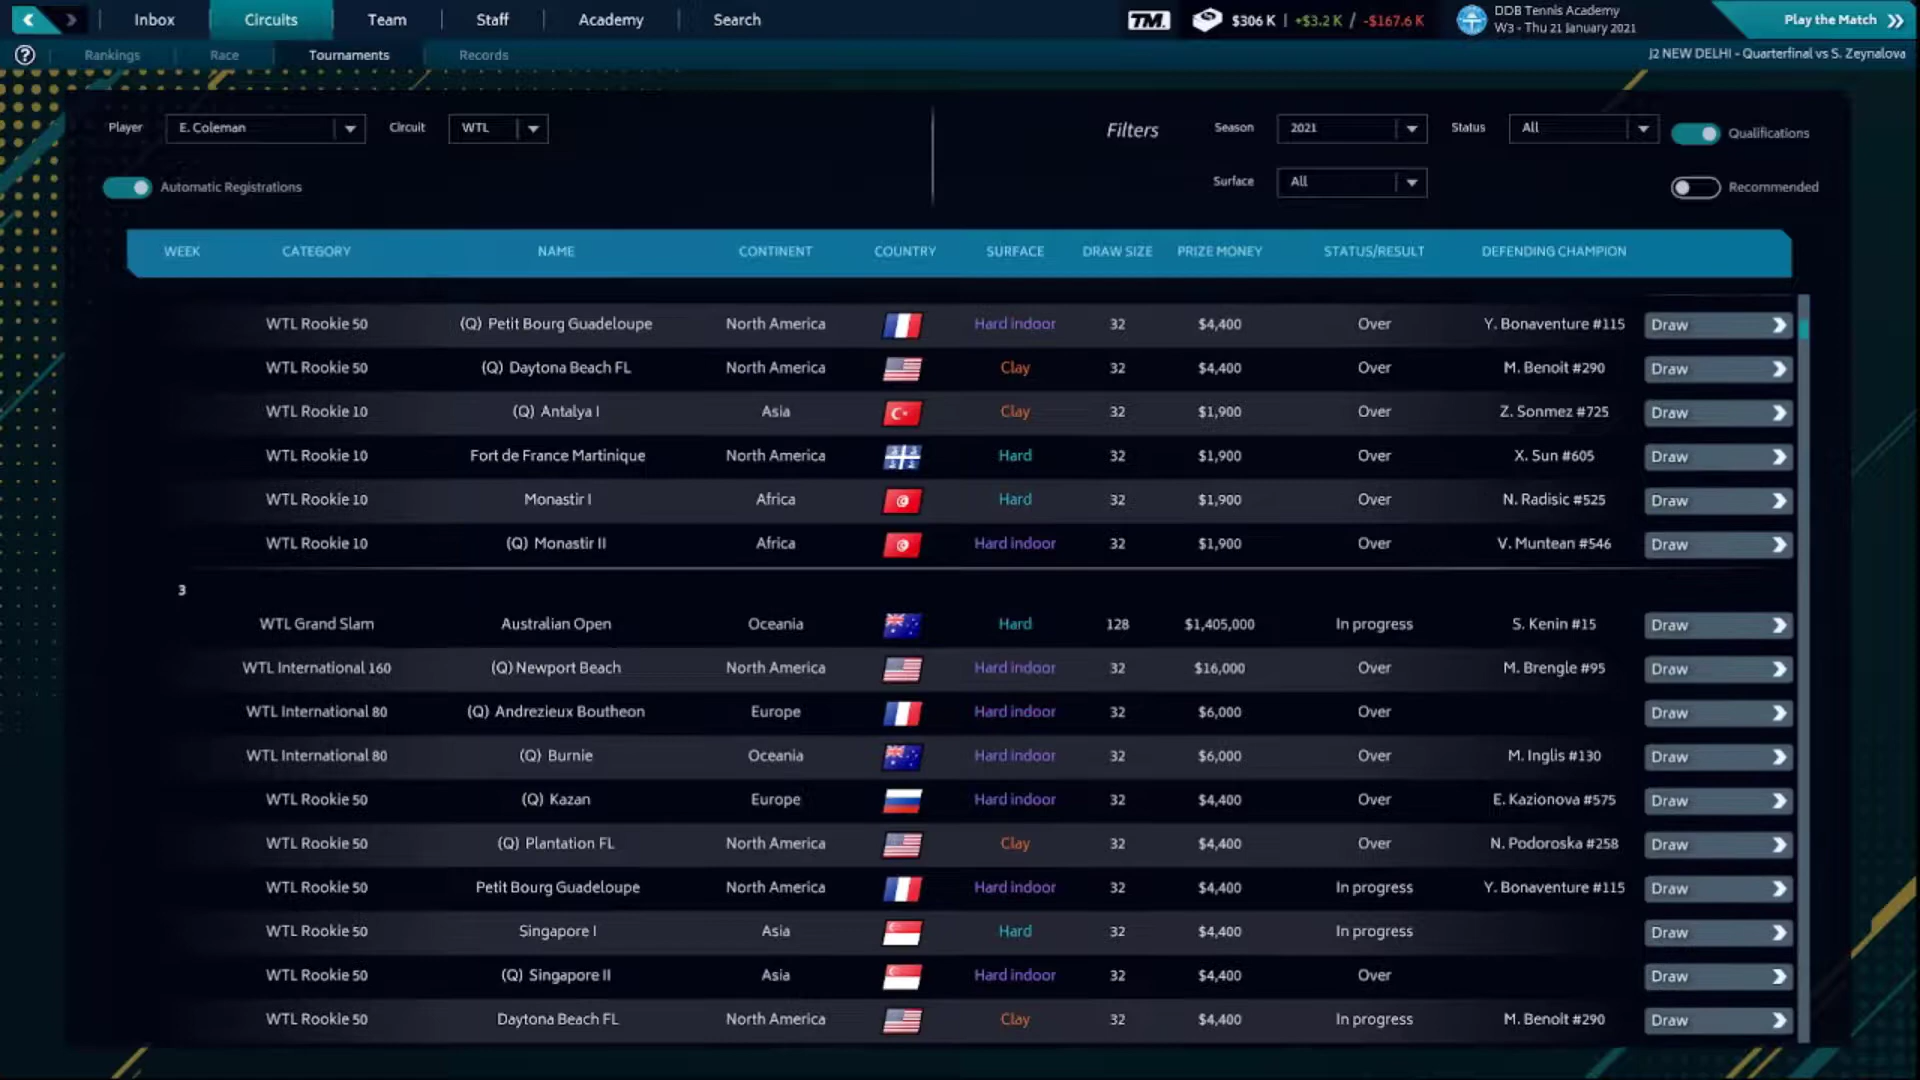 Inbox Circuits Team Staff Academy Search TM. $306 K | +$3.2 K / -$167.6 K DDB Tennis Academy Play the Match
W3 - Thu 21 January 2021
? Rankings Race Tournaments Records J2 NEW DELHI - Quarterfinal vs S. Zeynalova
Player E. Coleman Circuit WTL Filters Season 2021 Status All Qualifications
Automatic Registrations Surface All Recommended
WEEK CATEGORY NAME CONTINENT COUNTRY SURFACE DRAW SIZE PRIZE MONEY STATUS/RESULT DEFENDING CHAMPION
WTL Rookie 50 (Q) Petit Bourg Guadeloupe North America Hard indoor 32 $4,400 Over Y. Bonaventure #115 Draw
WTL Rookie 50 (Q) Daytona Beach FL North America Clay 32 $4,400 Over M. Benoit #290 Draw
WTL Rookie 10 (Q) Antalya I Asia Clay 32 $1,900 Over Z. Sonmez #725 Draw
WTL Rookie 10 Fort de France Martinique North America Hard 32 $1,900 Over X. Sun #605 Draw
WTL Rookie 10 Monastir I Africa Hard 32 $1,900 Over N. Radisic #525 Draw
WTL Rookie 10 (Q) Monastir II Africa Hard indoor 32 $1,900 Over V. Muntean #546 Draw
3
WTL Grand Slam Australian Open Oceania Hard 128 $1,405,000 In progress S. Kenin #15 Draw
WTL International 160 (Q) Newport Beach North America Hard indoor 32 $16,000 Over M. Brengle #95 Draw
WTL International 80 (Q) Andrezieux Boutheon Europe Hard indoor 32 $6,000 Over Draw
WTL International 80 (Q) Burnie Oceania Hard indoor 32 $6,000 Over M. Inglis #130 Draw
WTL Rookie 50 (Q) Kazan Europe Hard indoor 32 $4,400 Over E. Kazionova #575 Draw
WTL Rookie 50 (Q) Plantation FL North America Clay 32 $4,400 Over N. Podoroska #258 Draw
WTL Rookie 50 Petit Bourg Guadeloupe North America Hard indoor 32 $4,400 In progress Y. Bonaventure #115 Draw
WTL Rookie 50 Singapore I Asia Hard 32 $4,400 In progress Draw
WTL Rookie 50 (Q) Singapore II Asia Hard indoor 32 $4,400 Over Draw
WTL Rookie 50 Daytona Beach FL North America Clay 32 $4,400 In progress M. Benoit #290 Draw